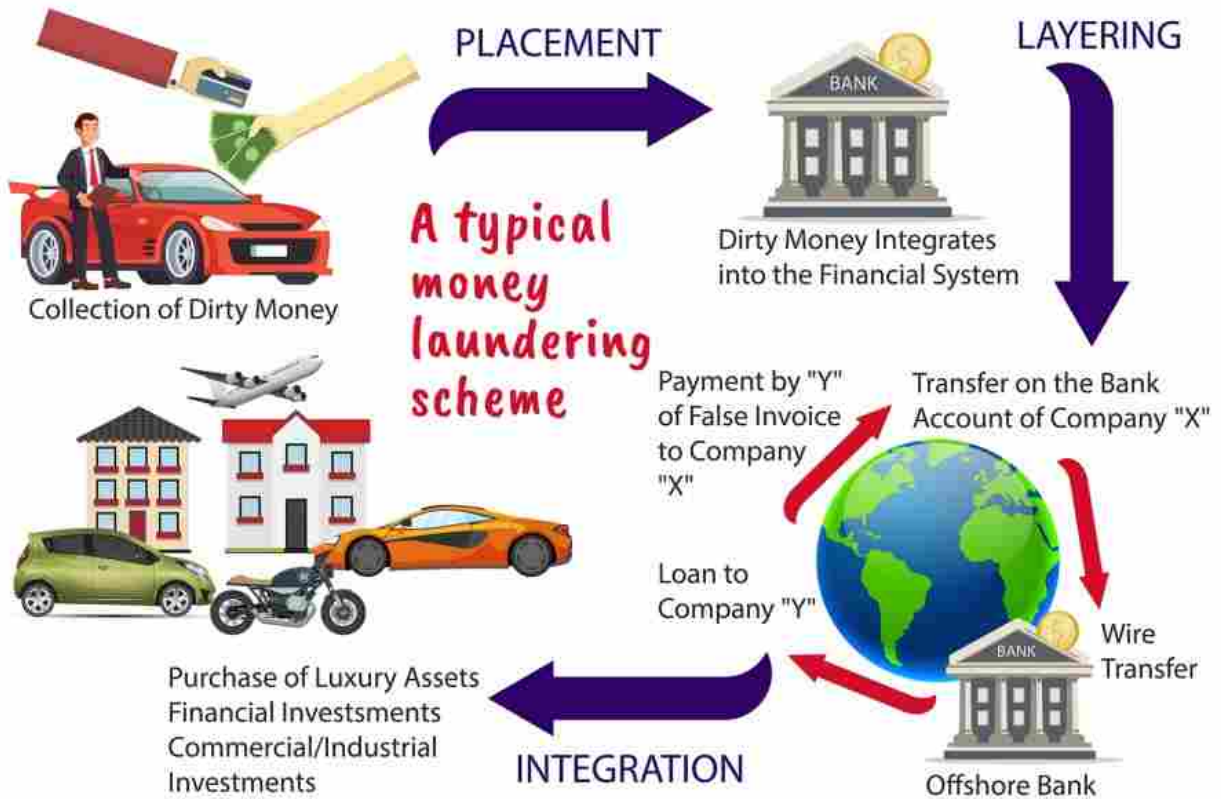 PLACEMENT
LAYERING
BANK
Dirty Money Integrates
into the Financial System
Collection of Dirty Money
A typical
money
laundering
scheme
Payment by "Y"
of False Invoice
to Company
"X"
Transfer on the Bank
Account of Company "X"
Loan to
Company "Y"
Wire
Transfer
BANK
Offshore Bank
Purchase of Luxury Assets
Financial Investsments
Commercial/Industrial
Investments
INTEGRATION